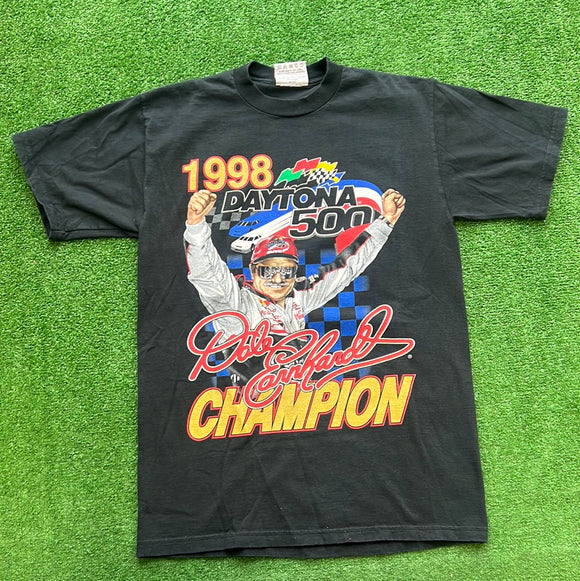 1998
DAYTONA
500
Dale
Earnhardt
®
CHAMPION